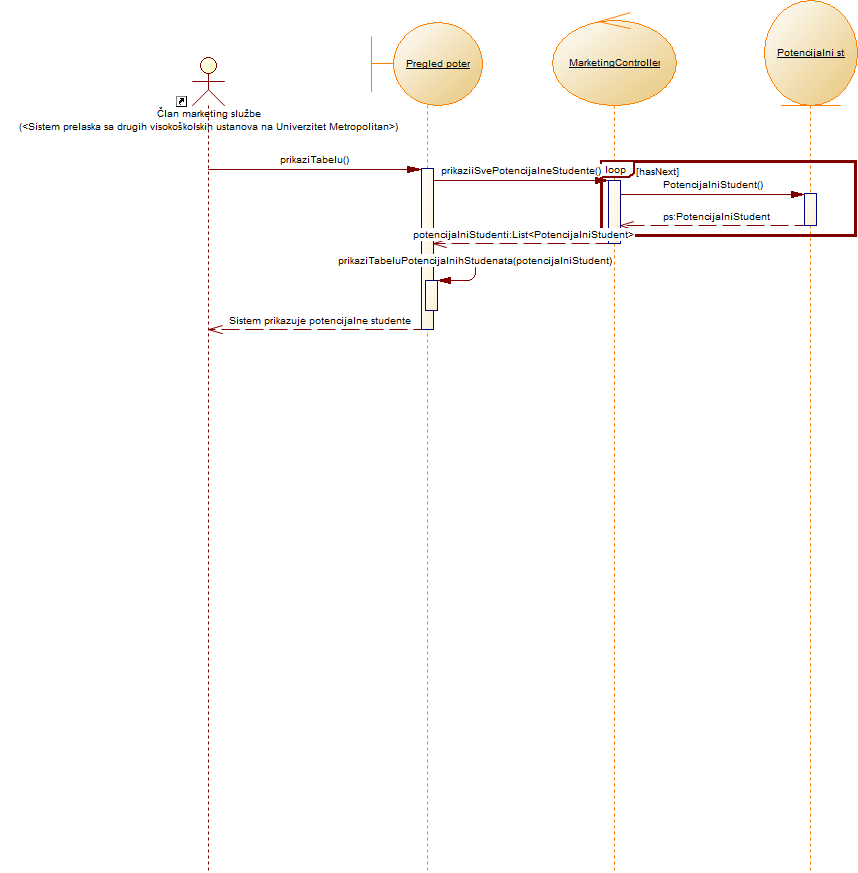 Pregled poter
MarketingController
Potencijalni st
Član marketing službe
(<Sistem prelaska sa drugih visokoškolskih ustanova na Univerzitet Metropolitan>)
prikaziTabelu()
prikaziiSvePotencijalneStudente()
loop
[hasNext]
PotencijalniStudent()
ps:PotencijalniStudent
potencijalniStudenti:List<PotencijalniStudent>
prikaziTabeluPotencijalnihStudenata(potencijalniStudent)
Sistem prikazuje potencijalne studente